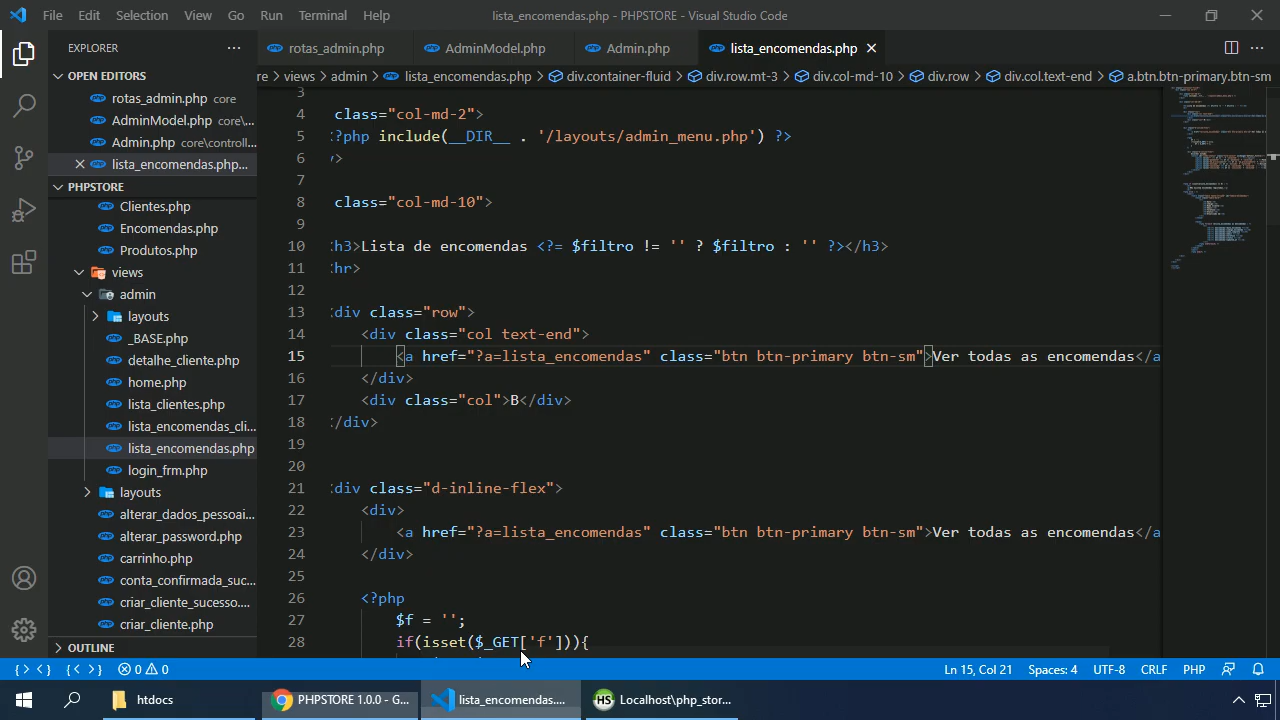 File Edit Selection View Go Run Terminal Help lista_encomendas.php - PHPSTORE - Visual Studio Code
EXPLORER
rotas_admin.php AdminModel.php Admin.php lista_encomendas.php
OPEN EDITORS
re > views > admin > lista_encomendas.php > div.container-fluid > div.row.mt-3 > div.col-md-10 > div.row > div.col.text-end > a.btn.btn-primary.btn-sm
rotas_admin.php core
AdminModel.php core\...
Admin.php core\controll...
lista_encomendas.php...
PHPSTORE
Clientes.php
Encomendas.php
Produtos.php
views
admin
layouts
_BASE.php
detalhe_cliente.php
home.php
lista_clientes.php
lista_encomendas_cli...
lista_encomendas.php
login_frm.php
layouts
alterar_dados_pessoai...
alterar_password.php
carrinho.php
conta_confirmada_suc...
criar_cliente_sucesso....
criar_cliente.php
OUTLINE
3
4 class="col-md-2">
5 ?php include(__DIR__ . '/layouts/admin_menu.php') ?>
6 >
7
8 class="col-md-10">
9
10 h3>Lista de encomendas <?= $filtro != '' ? $filtro : '' ?></h3>
11 hr>
12
13 div class="row">
14 <div class="col text-end">
15 <a href="?a=lista_encomendas" class="btn btn-primary btn-sm">Ver todas as encomendas</a
16 </div>
17 <div class="col">B</div>
18 /div>
19
20
21 div class="d-inline-flex">
22 <div>
23 <a href="?a=lista_encomendas" class="btn btn-primary btn-sm">Ver todas as encomendas</a
24 </div>
25
26 <?php
27 $f = '';
28 if(isset($_GET['f'])){
0 0 Ln 15, Col 21 Spaces: 4 UTF-8 CRLF PHP
htdocs PHPSTORE 1.0.0 - G... lista_encomendas.... HS Localhost\php_stor...